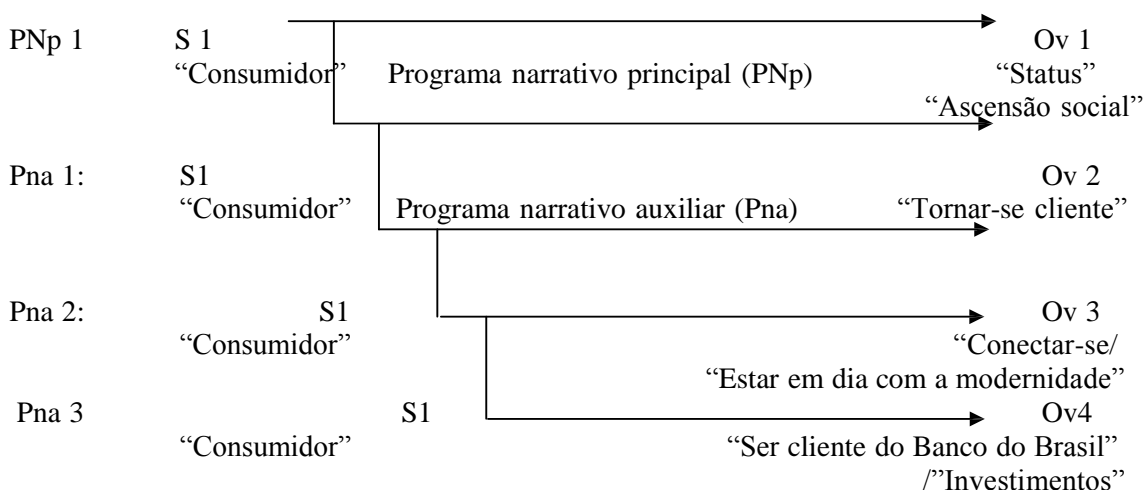 PNp 1 S 1 Ov 1
“Consumidor” Programa narrativo principal (PNp) “Status”
“Ascensão social”
Pna 1: S1 Ov 2
“Consumidor” Programa narrativo auxiliar (Pna) “Tornar-se cliente”
Pna 2: S1 Ov 3
“Consumidor” “Conectar-se/
“Estar em dia com a modernidade”
Pna 3 S1 Ov4
“Consumidor” “Ser cliente do Banco do Brasil”
/”Investimentos”